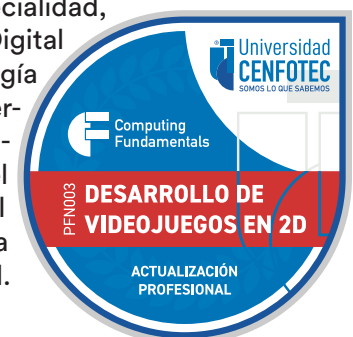 cialidad,
Digital
gía
er-
-
l
l
a
l.
Universidad
CENFOTEC
SOMOS LO QUE SABEMOS
Computing
Fundamentals
PFN003
DESARROLLO DE
VIDEOJUEGOS EN 2D
ACTUALIZACIÓN
PROFESIONAL